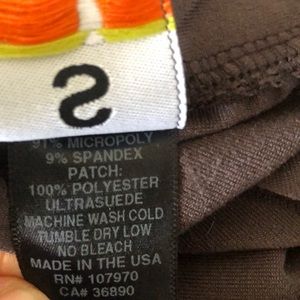 S
91% MICROPOLY
9% SPANDEX
PATCH:
100% POLYESTER
ULTRASUEDE
MACHINE WASH COLD
TUMBLE DRY LOW
NO BLEACH
MADE IN THE USA
RN# 107970
CA# 36890